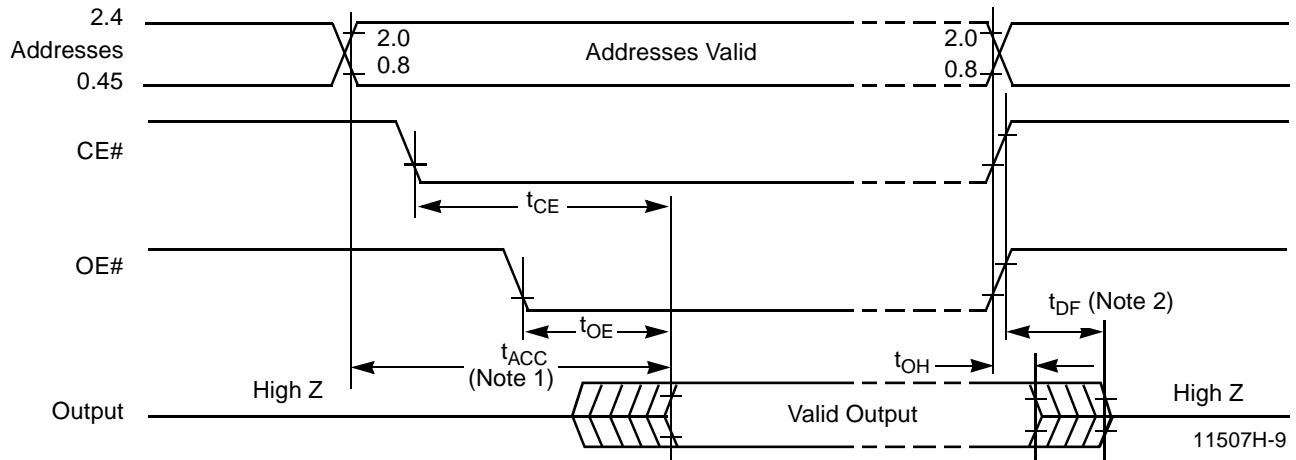 2.4
Addresses
0.45
2.0
0.8
Addresses Valid
2.0
0.8
CE#
tCE
OE#
tOE
tDF (Note 2)
tACC
(Note 1)
tOH
Output
High Z
Valid Output
High Z
11507H-9